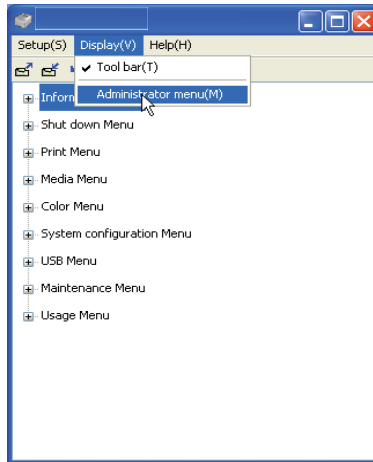 Setup(S) Display(V) Help(H)
✓ Tool bar(T)
Administrator menu(M)
Shut down Menu
Print Menu
Media Menu
Color Menu
System configuration Menu
USB Menu
Maintenance Menu
Usage Menu